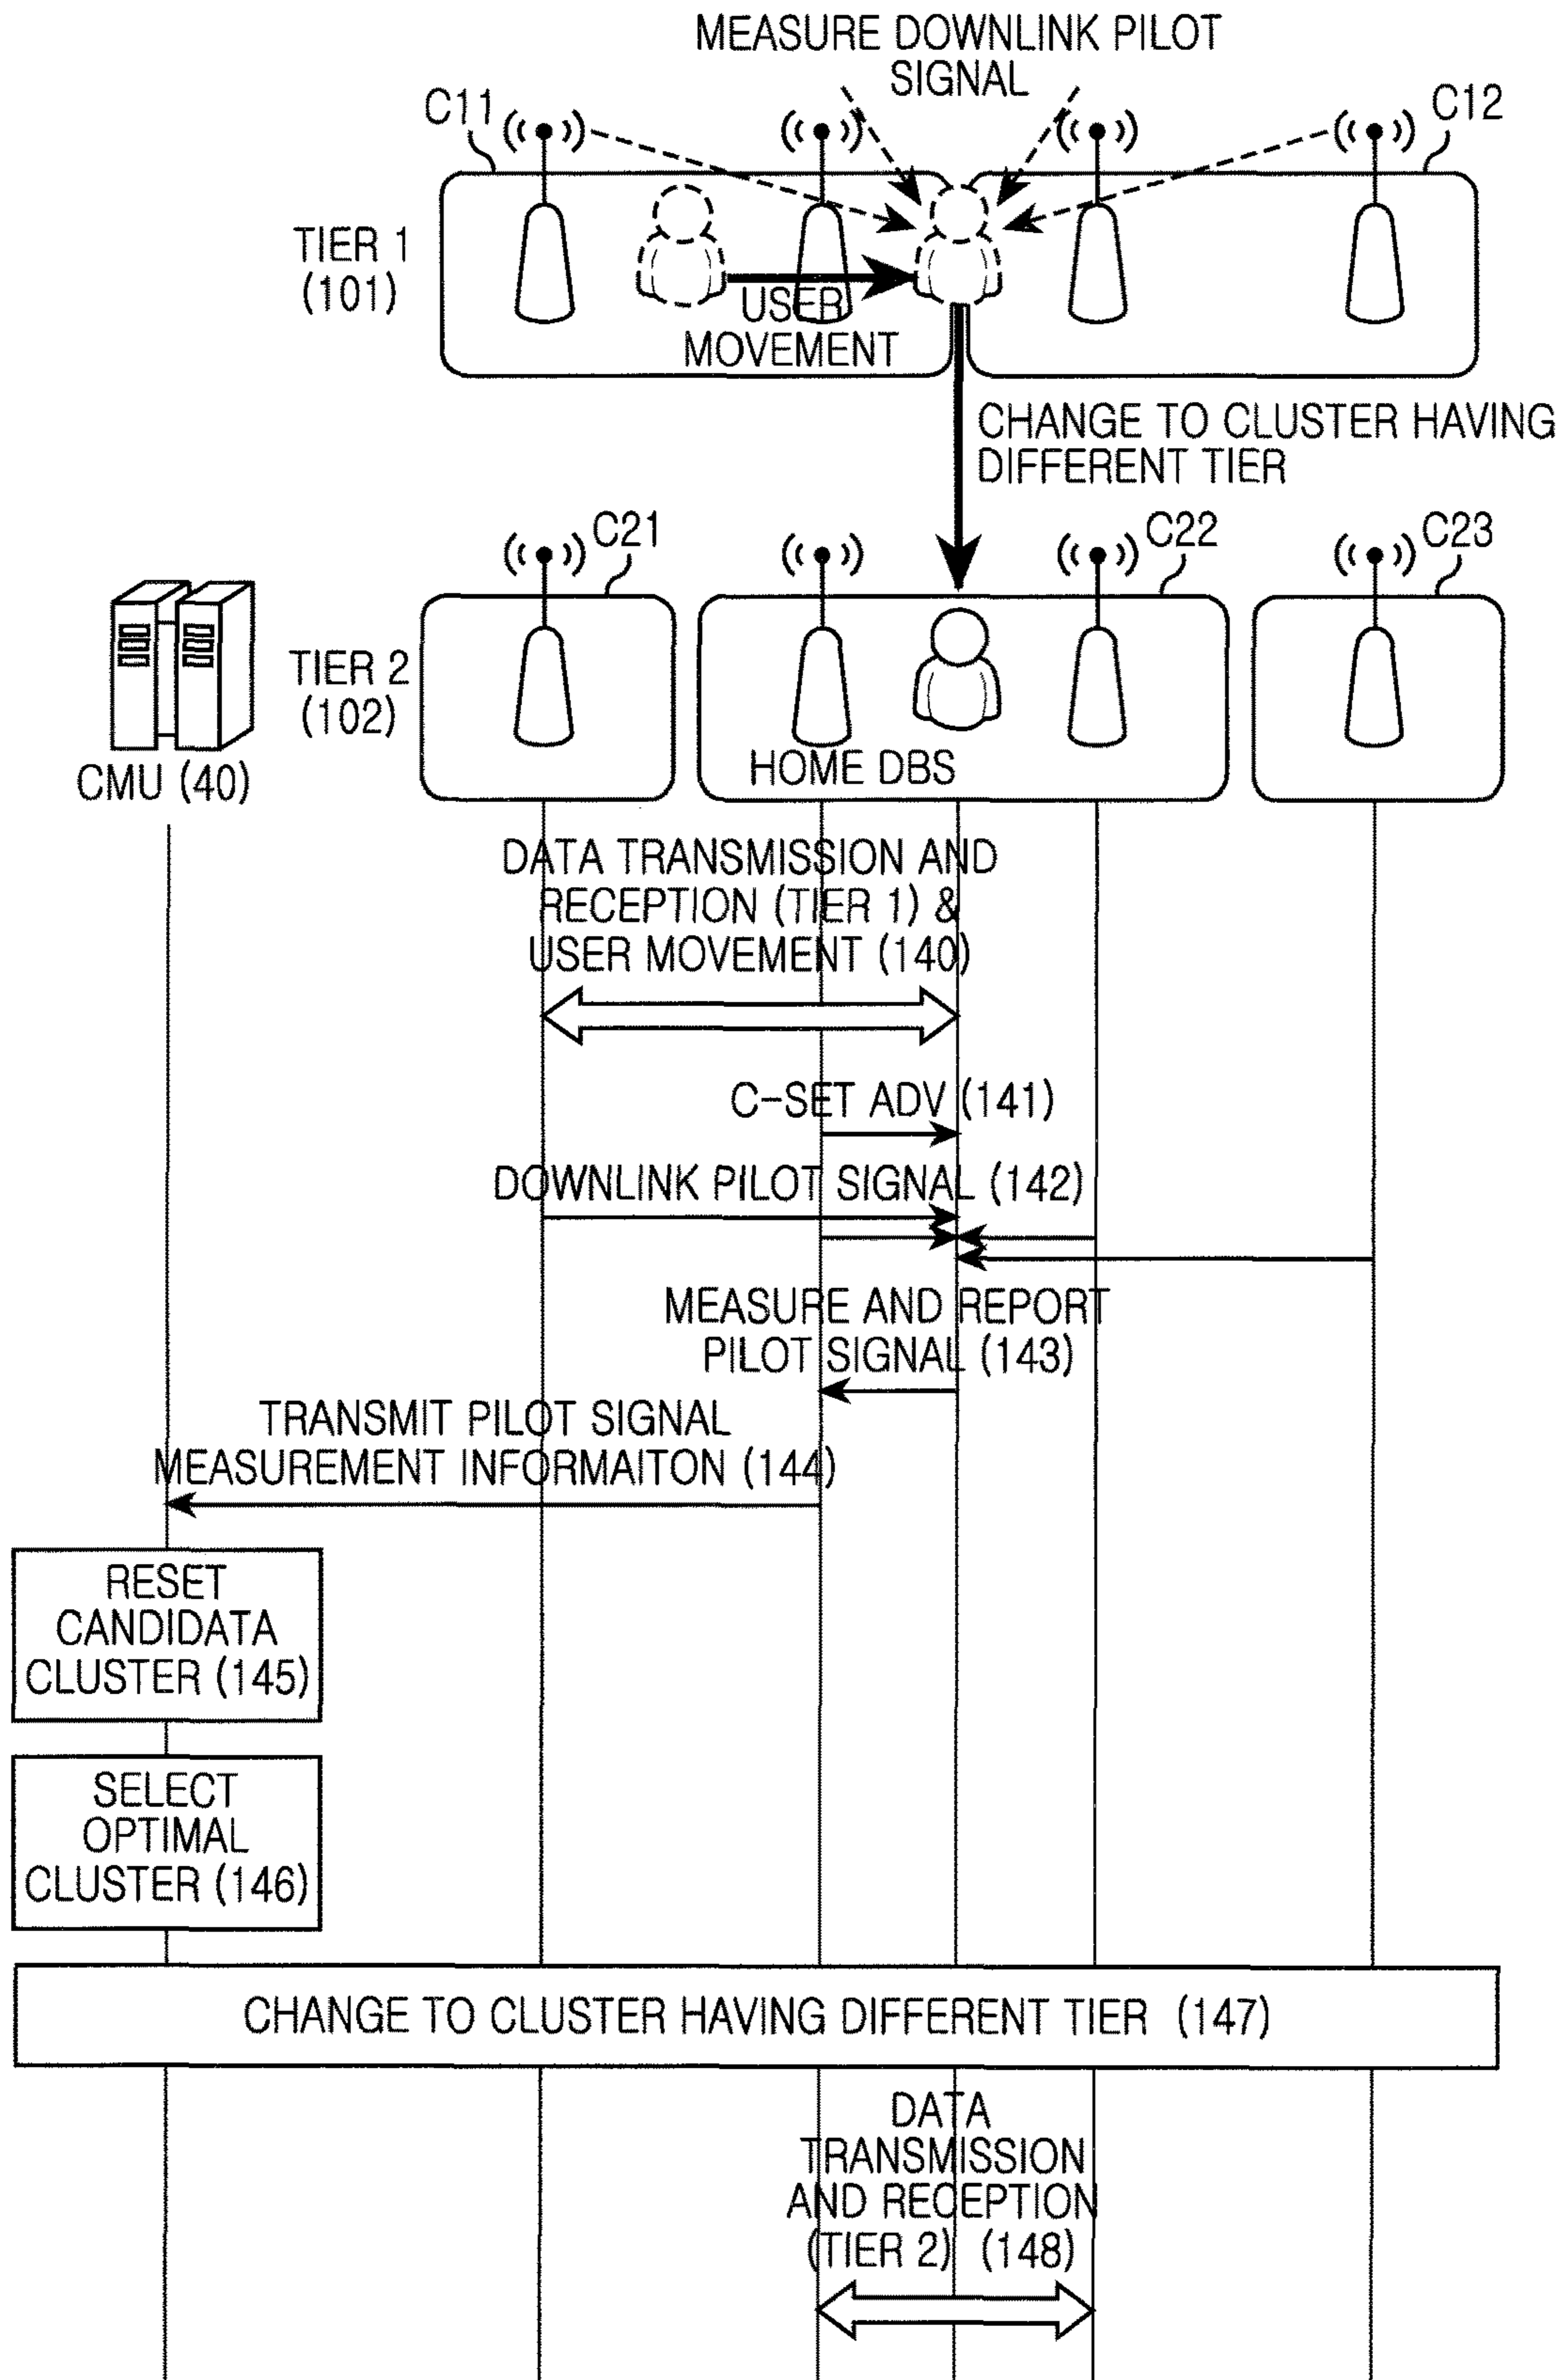 MEASURE DOWNLINK PILOT
SIGNAL
C11
C12
TIER 1
(101)
USER
MOVEMENT
CHANGE TO CLUSTER HAVING
DIFFERENT TIER
C21
C22
C23
TIER 2
(102)
CMU (40)
HOME DBS
DATA TRANSMISSION AND
RECEPTION (TIER 1) &
USER MOVEMENT (140)
C-SET ADV (141)
DOWNLINK PILOT SIGNAL (142)
MEASURE AND REPORT
PILOT SIGNAL (143)
TRANSMIT PILOT SIGNAL
MEASUREMENT INFORMAITON (144)
RESET
CANDIDATA
CLUSTER (145)
SELECT
OPTIMAL
CLUSTER (146)
CHANGE TO CLUSTER HAVING DIFFERENT TIER (147)
DATA
TRANSMISSION
AND RECEPTION
(TIER 2) (148)